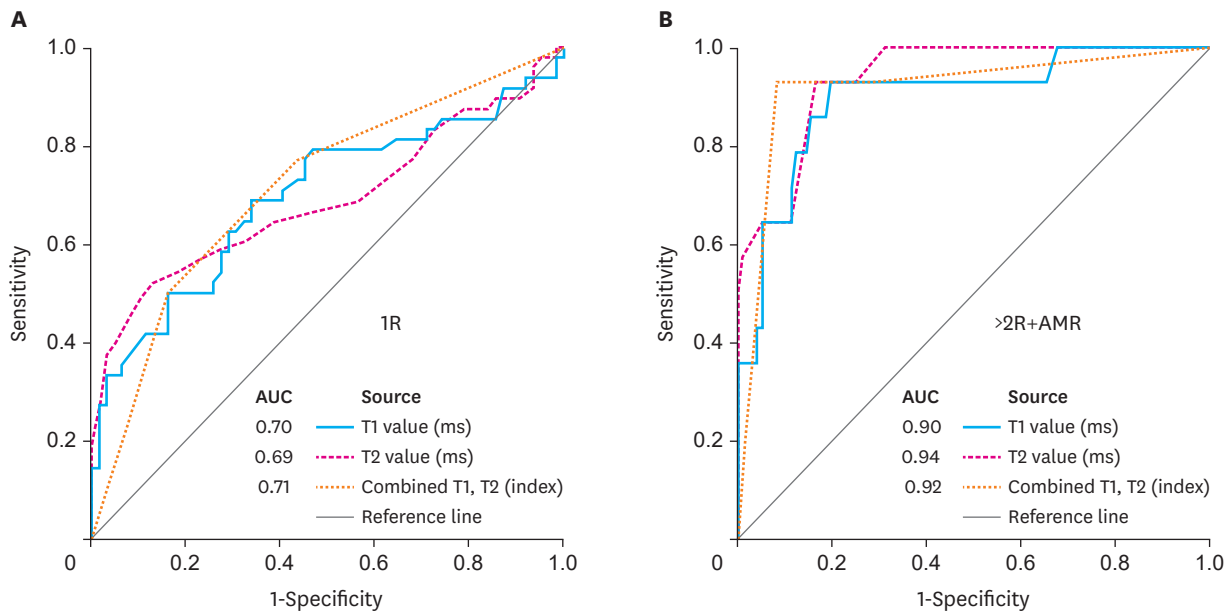 A
1.0
0.8
0.6
0.4
0.2
0
0.2
0.4
0.6
0.8
1.0
Sensitivity
1-Specificity
1R
AUC Source
0.70 T1 value (ms)
0.69 T2 value (ms)
0.71 Combined T1, T2 (index)
Reference line
B
1.0
0.8
0.6
0.4
0.2
0
0.2
0.4
0.6
0.8
1.0
Sensitivity
1-Specificity
>2R+AMR
AUC Source
0.90 T1 value (ms)
0.94 T2 value (ms)
0.92 Combined T1, T2 (index)
Reference line